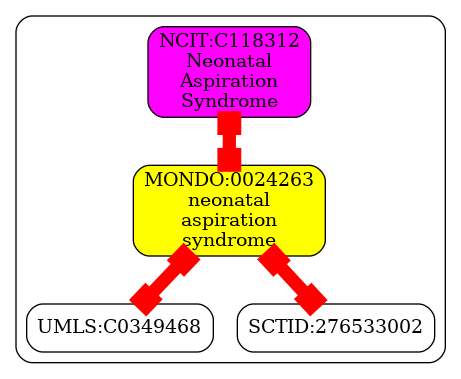 NCIT:C118312
Neonatal
Aspiration
Syndrome
MONDO:0024263
neonatal
aspiration
syndrome
UMLS:C0349468
SCTID:276533002